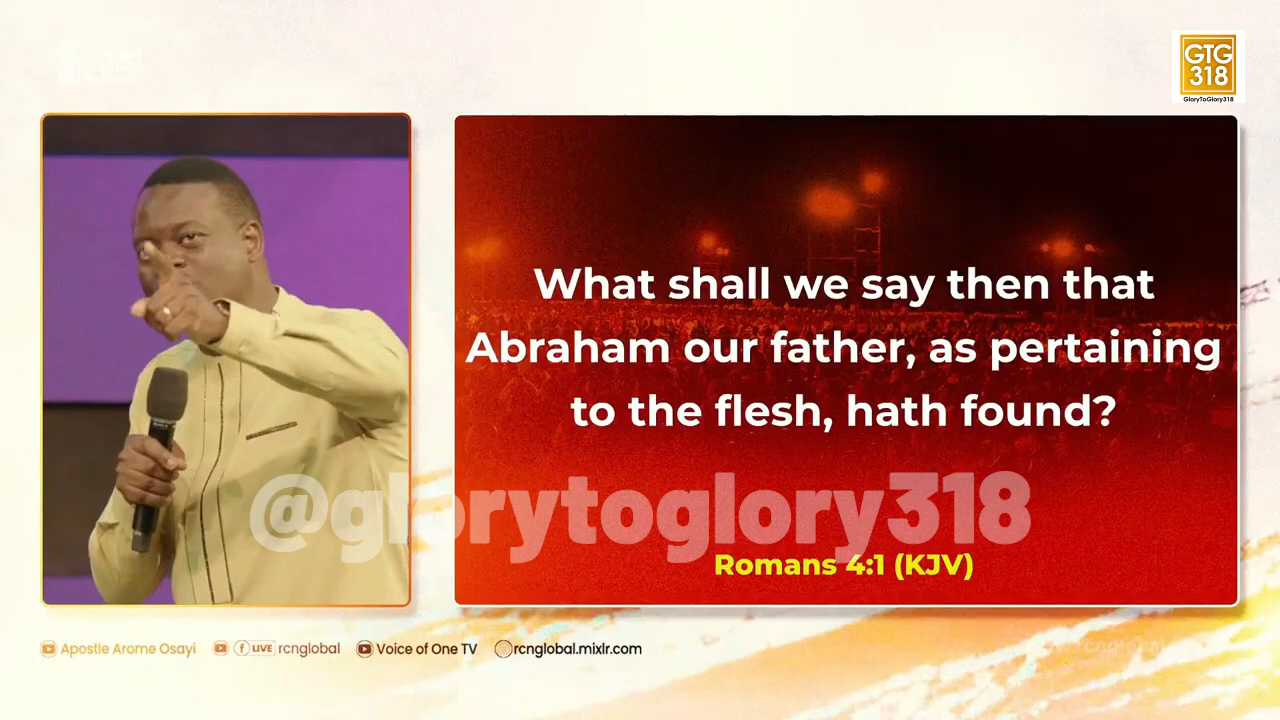 GTG
318
GloryToGlory318
What shall we say then that
Abraham our father, as pertaining
to the flesh, hath found?
@glorytoglory318
Romans 4:1 (KJV)
Apostle Arome Osayi
LIVE rcnglobal
Voice of One TV
rcnglobal.mixlr.com